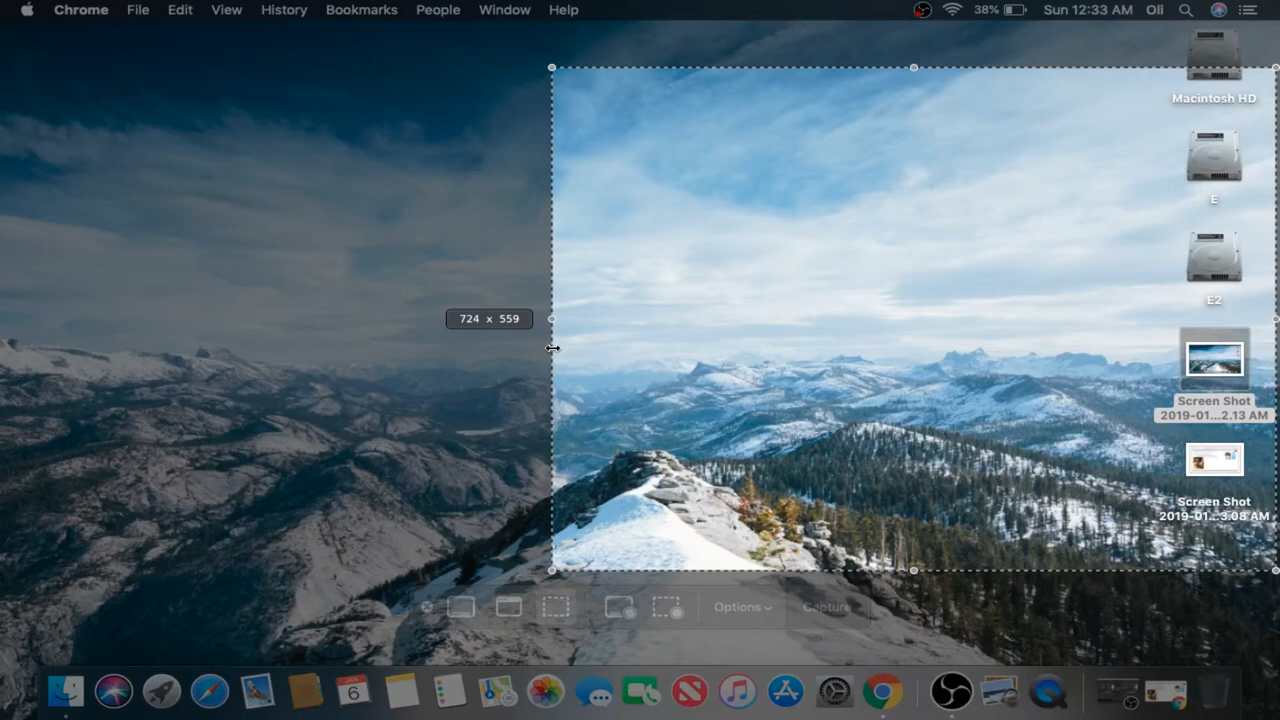 Chrome File Edit View History Bookmarks People Window Help 38% Sun 12:33 AM Oli
Macintosh HD
E
E2
724 x 559
Screen Shot
2019-01...2.13 AM
Screen Shot
2019-01...3.08 AM
Options Capture
JAN
6